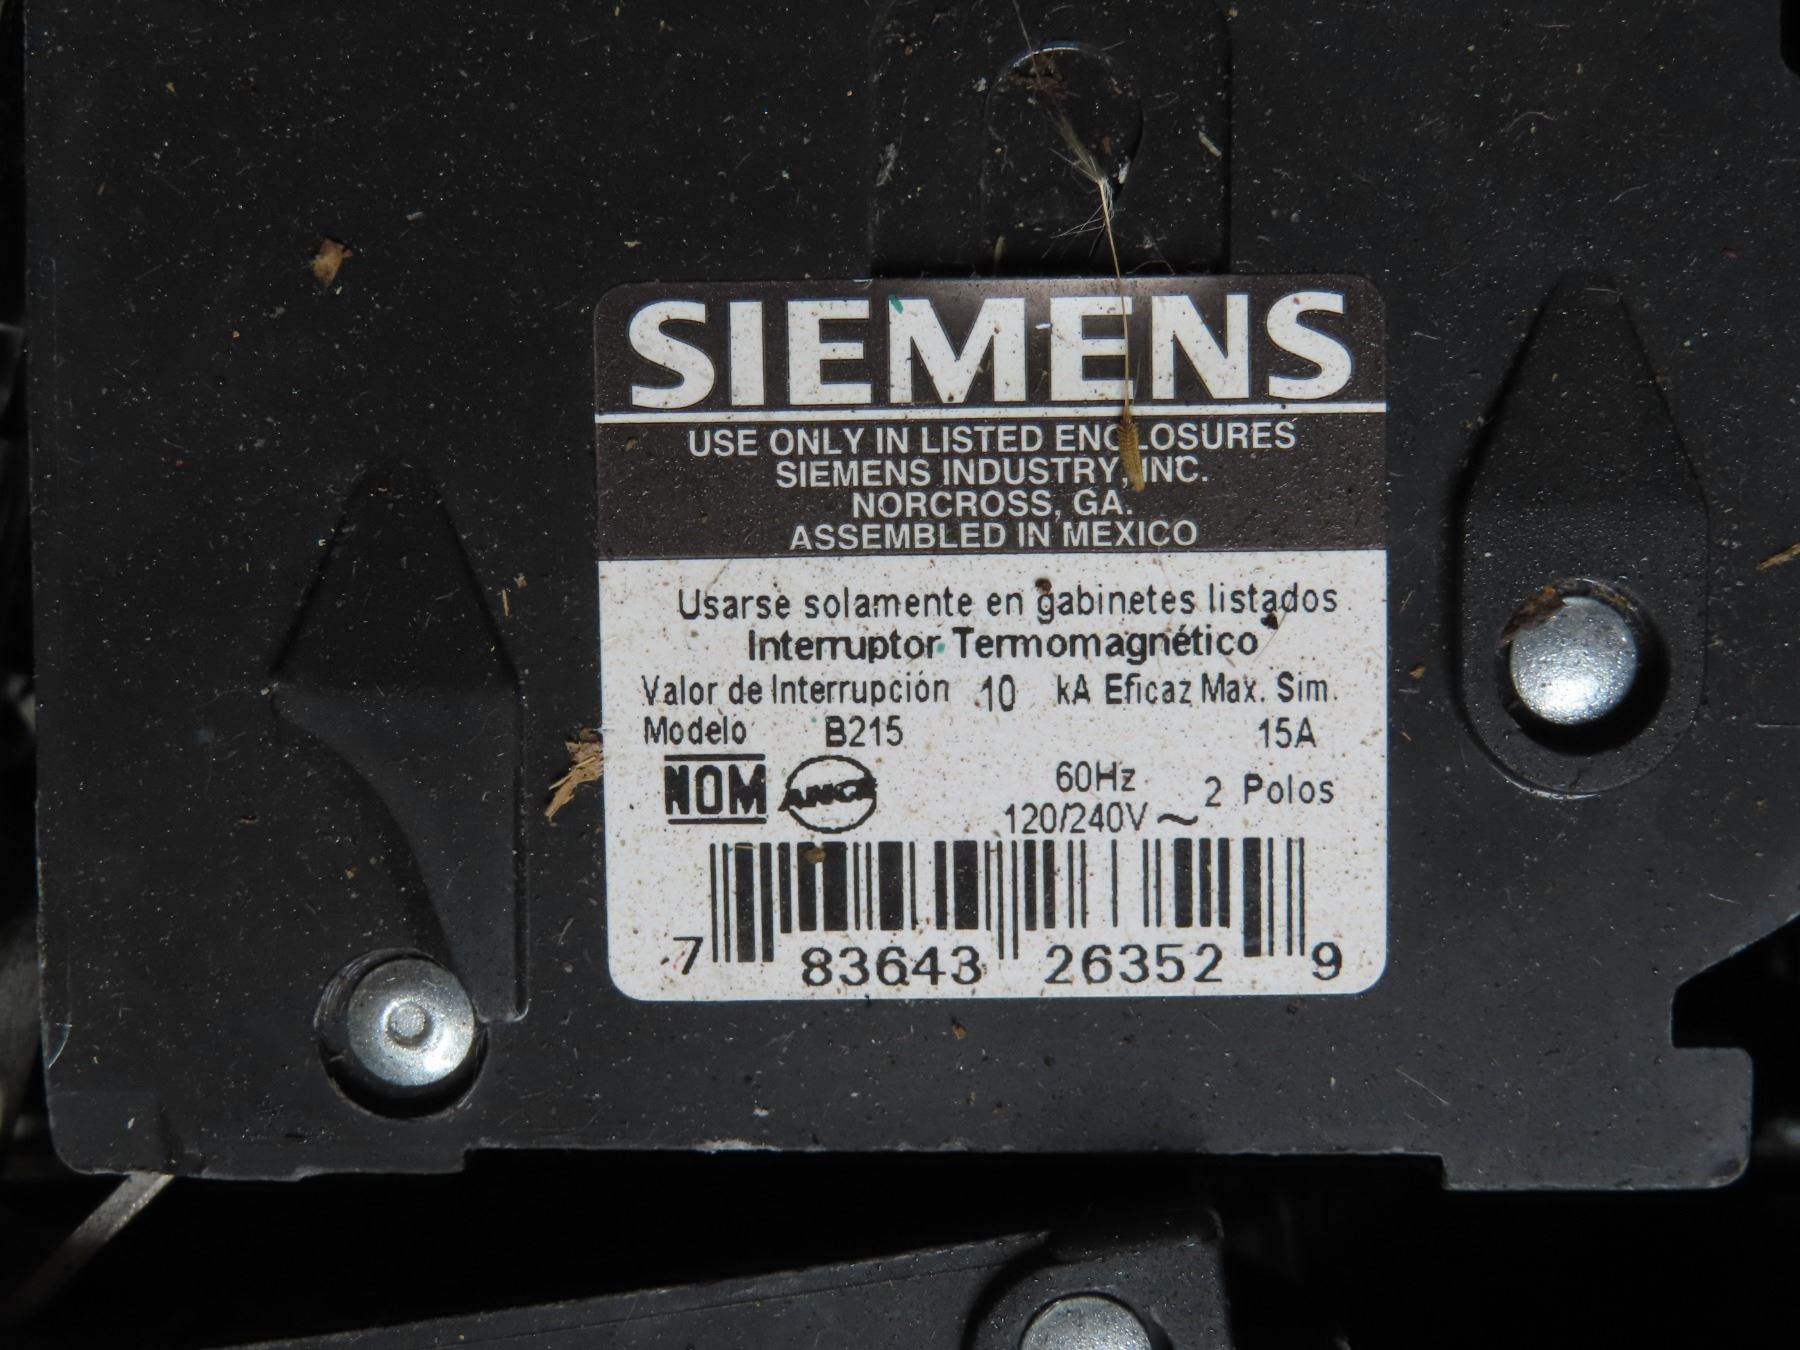 SIEMENS
USE ONLY IN LISTED ENCLOSURES
SIEMENS INDUSTRY, INC.
NORCROSS, GA.
ASSEMBLED IN MEXICO
Usarse solamente en gabinetes listados
Interruptor Termomagnético
Valor de Interrupción 10 kA Eficaz Max. Sim.
Modelo B215 15A
NOM ANCE 60Hz 2 Polos
120/240V ~
7 83643 26352 9